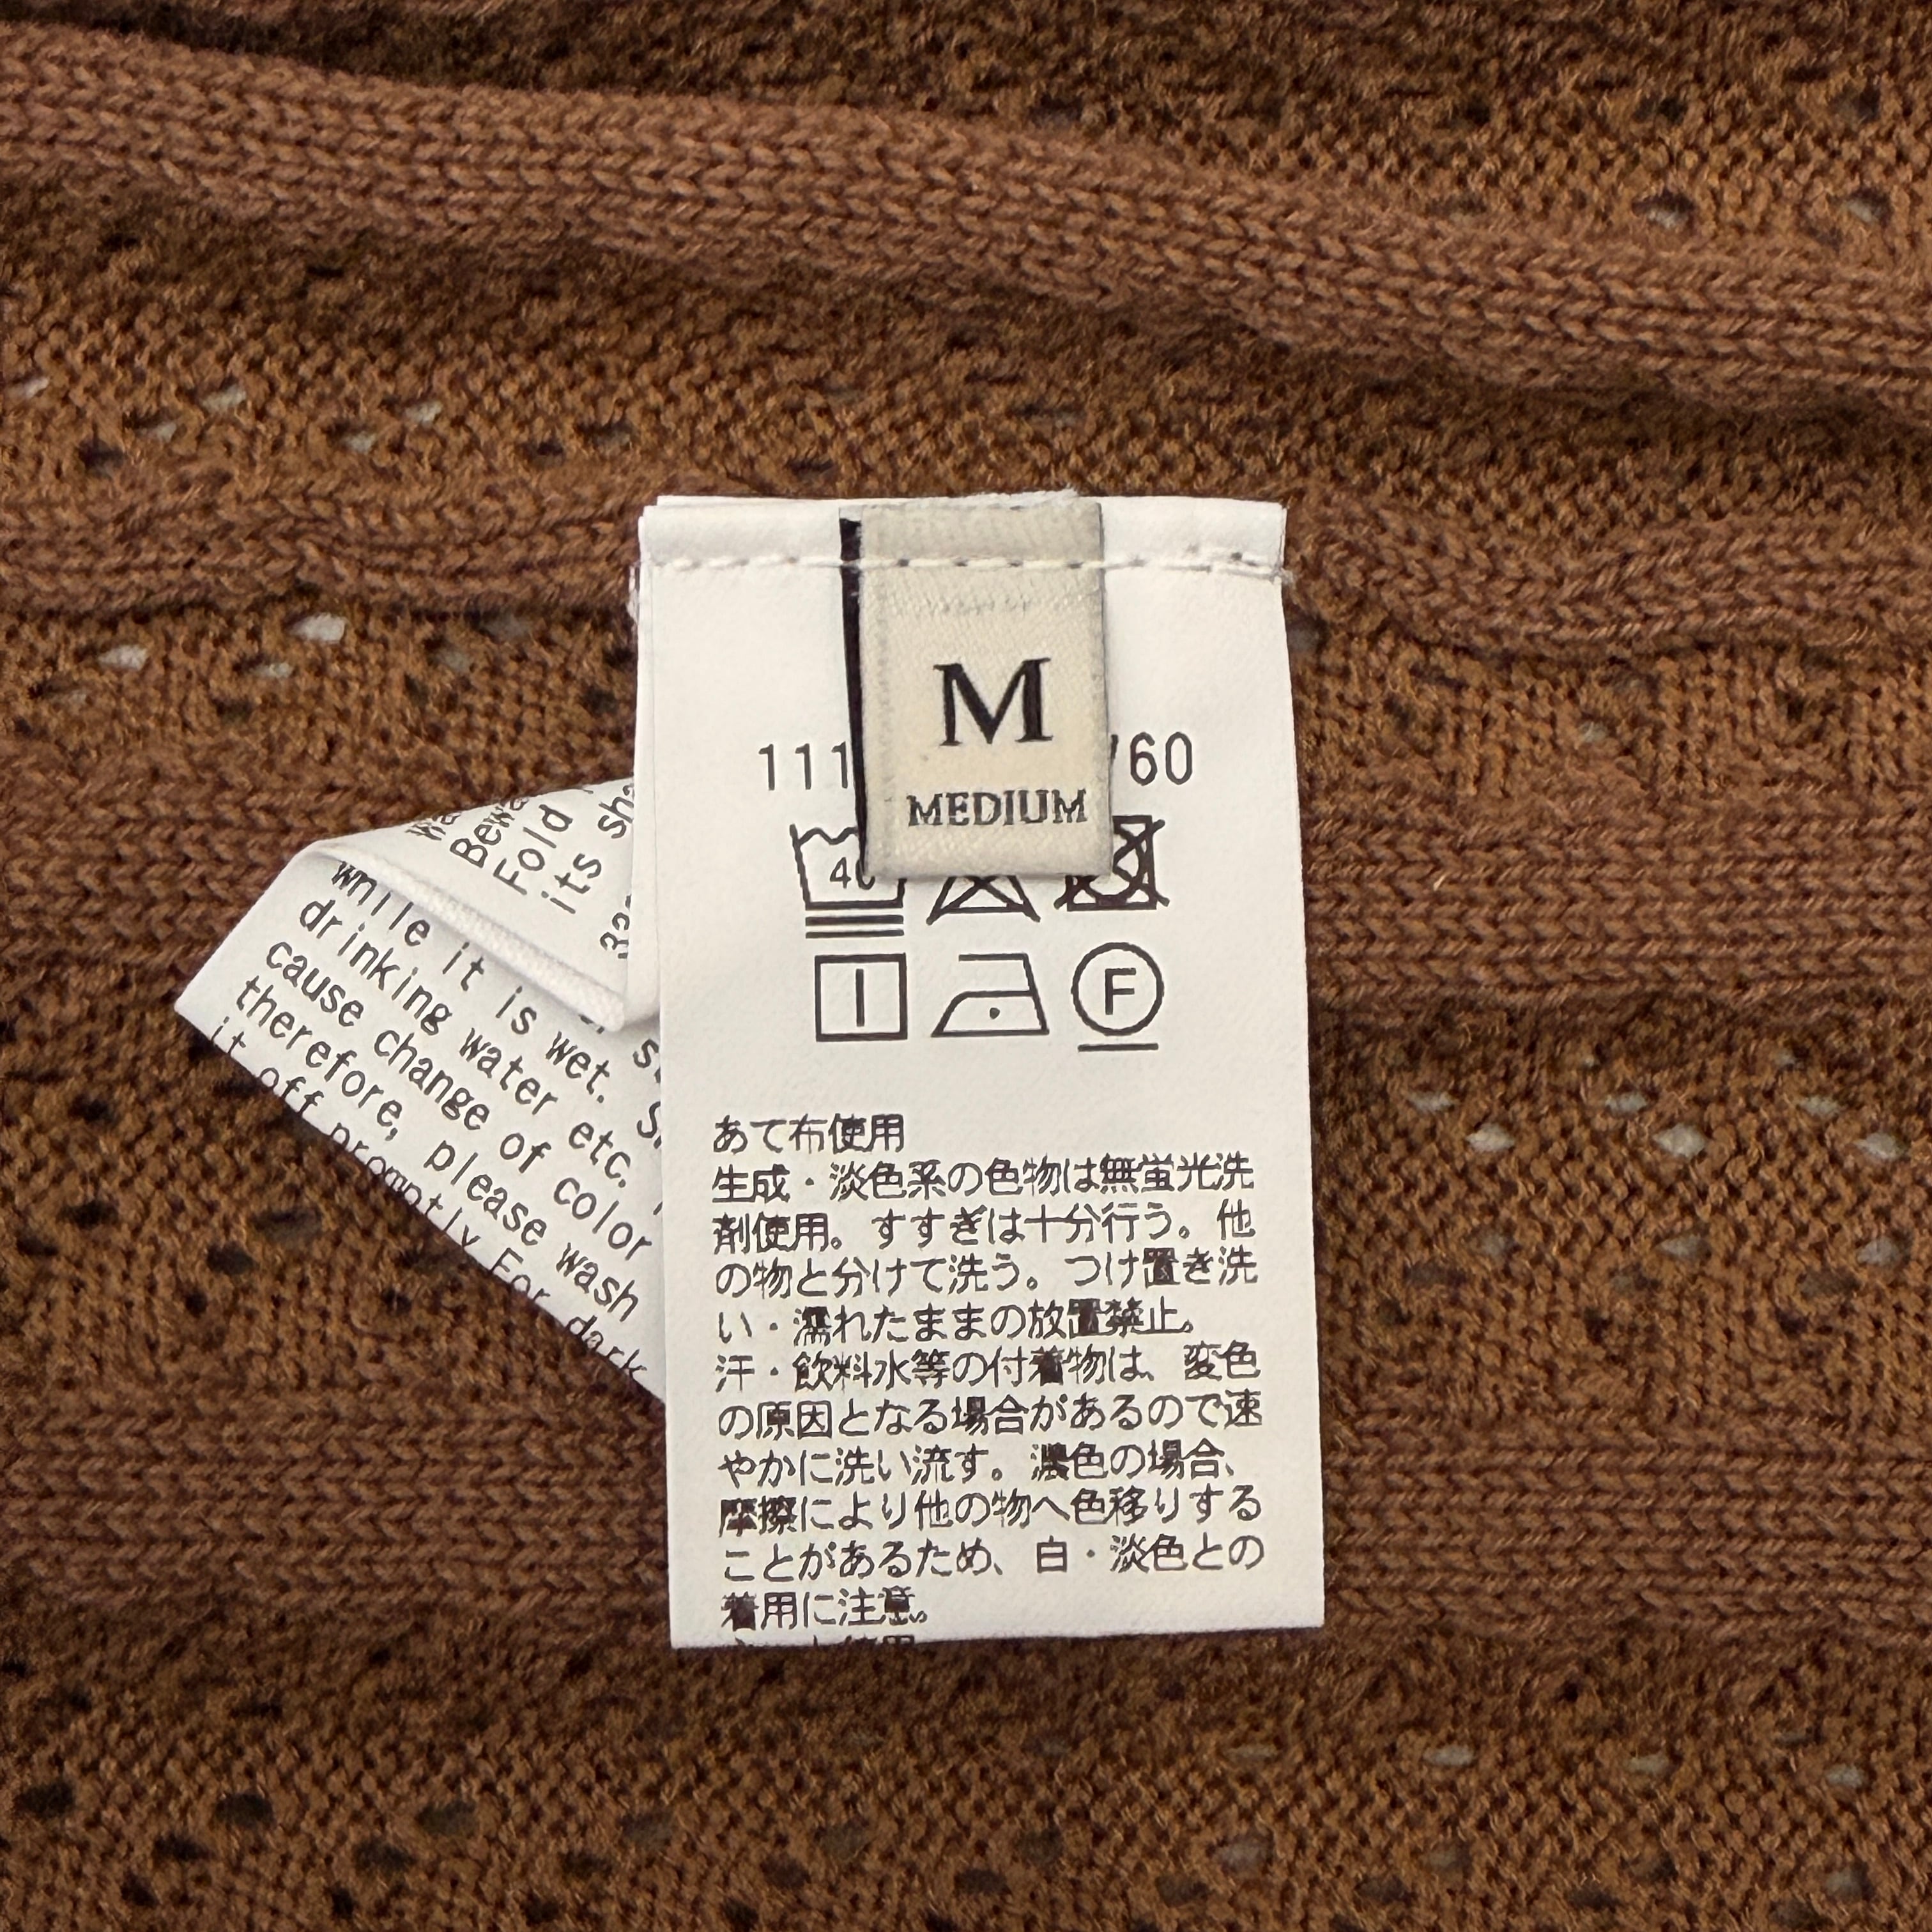 M
MEDIUM
111
60
40
F
あて布使用
生成・淡色系の色物は無蛍光洗
剤使用。すすぎは十分行う。他
の物と分けて洗う。つけ置き洗
い・濡れたままの放置禁止。
汗・飲料水等の付着物は、変色
の原因となる場合があるので速
やかに洗い流す。濃色の場合、
摩擦により他の物へ色移りする
ことがあるため、白・淡色との
着用に注意。
Fold
its
while it is wet.
drinking water etc.
cause change of color
therefore, please wash
it off promptly. For dark